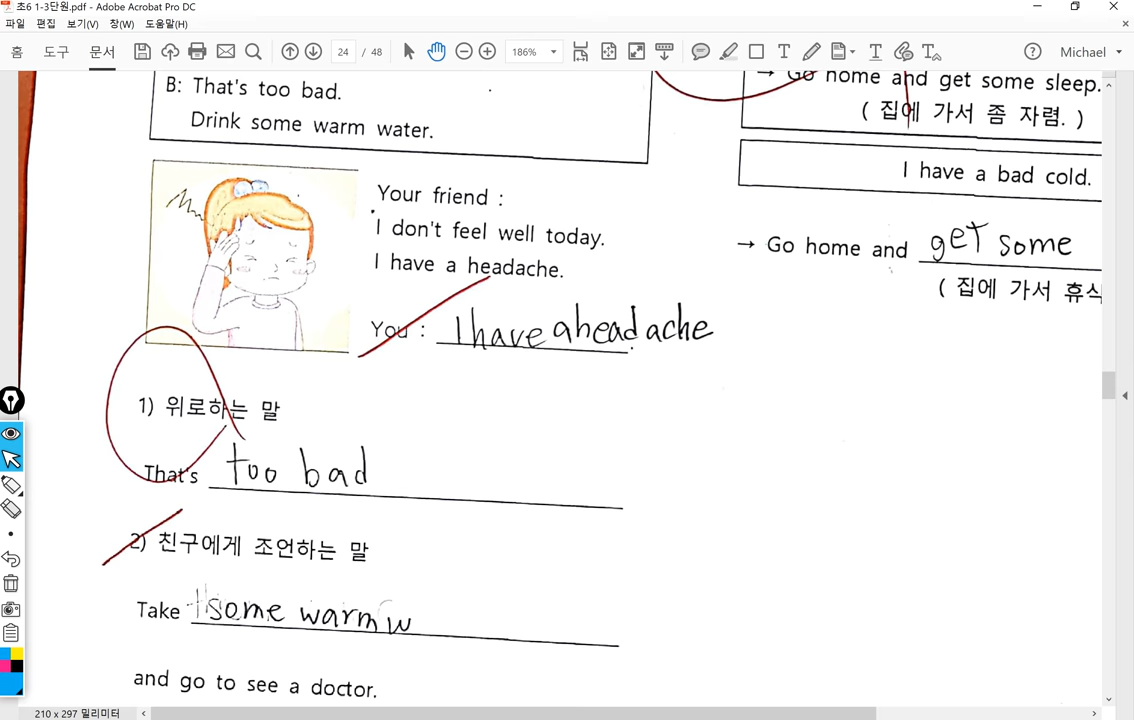 초6 1-3단원.pdf - Adobe Acrobat Pro DC
파일 편집 보기(V) 창(W) 도움말(H)
홈 도구 문서 24 / 48 186% Michael
B: That's too bad.
Drink some warm water.
→ Go home and get some sleep.
( 집에 가서 좀 자렴. )
I have a bad cold.
→ Go home and get some
( 집에 가서 휴식
Your friend :
I don't feel well today.
I have a headache.
You : I have a headache
1) 위로하는 말
That's too bad
2) 친구에게 조언하는 말
Take some warm w
and go to see a doctor.
210 x 297 밀리미터